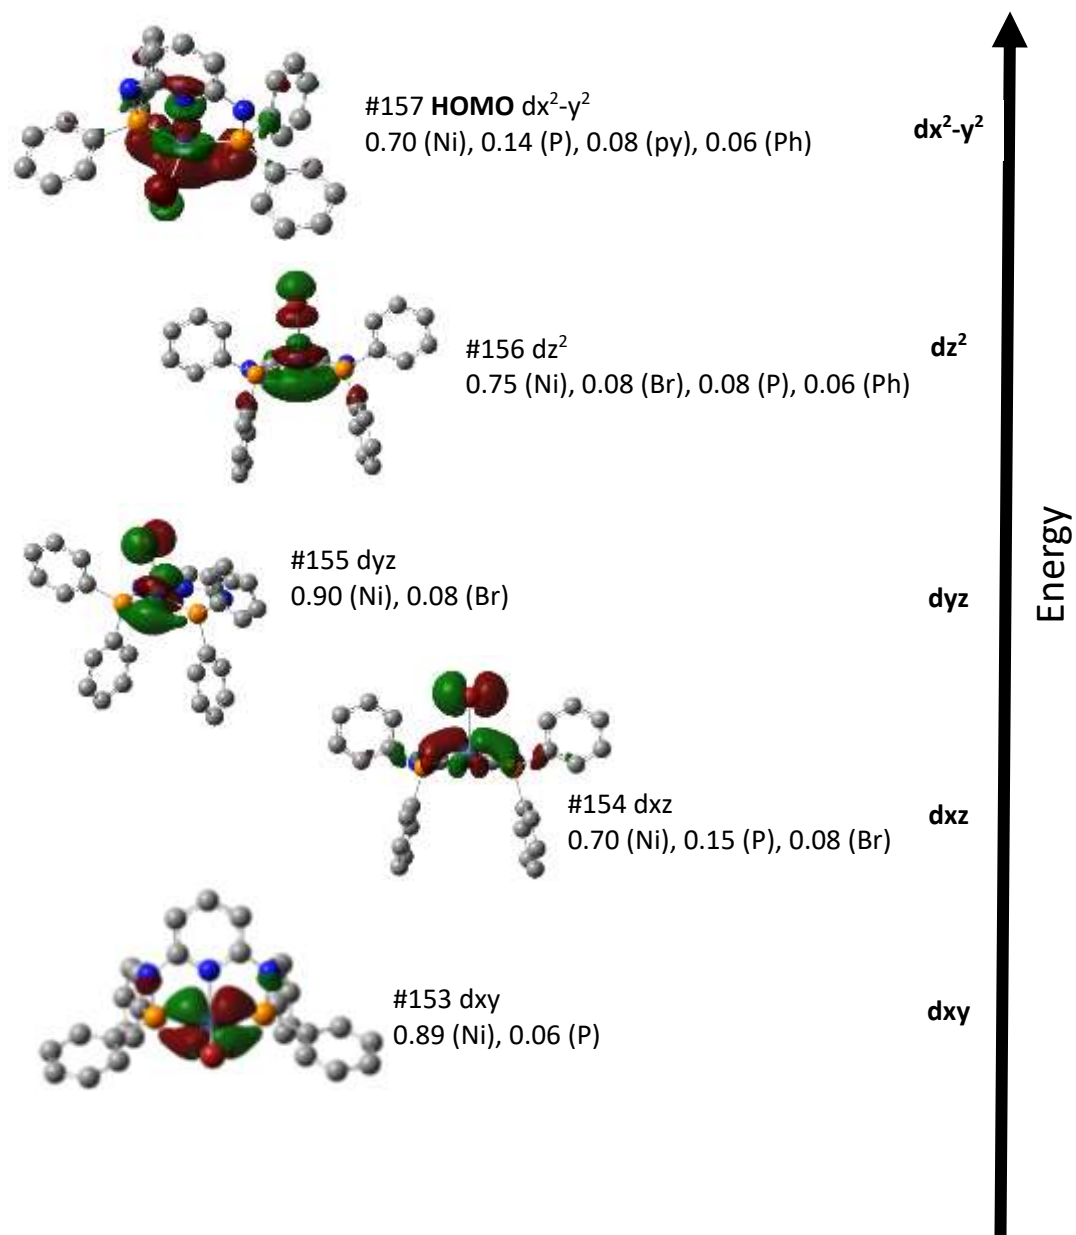 #157 HOMO dx²-y²
0.70 (Ni), 0.14 (P), 0.08 (py), 0.06 (Ph)
dx²-y²
#156 dz²
0.75 (Ni), 0.08 (Br), 0.08 (P), 0.06 (Ph)
dz²
#155 dyz
0.90 (Ni), 0.08 (Br)
dyz
#154 dxz
0.70 (Ni), 0.15 (P), 0.08 (Br)
dxz
#153 dxy
0.89 (Ni), 0.06 (P)
dxy
Energy